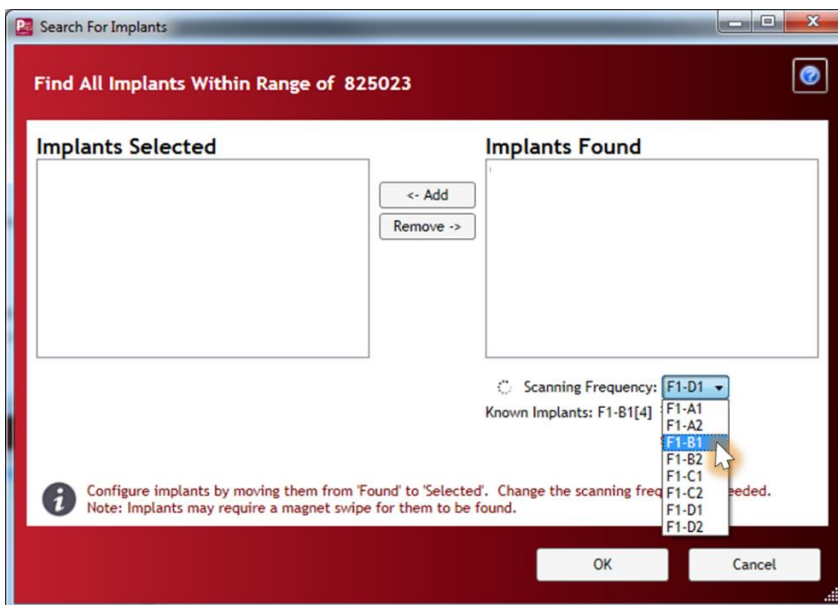 Search For Implants
Find All Implants Within Range of 825023
Implants Selected
Implants Found
<- Add
Remove ->
Scanning Frequency: F1-D1
Known Implants: F1-B1[4]
F1-A1
F1-A2
F1-B1
F1-B2
F1-C1
F1-C2
F1-D1
F1-D2
Configure implants by moving them from 'Found' to 'Selected'. Change the scanning freq eeded.
Note: Implants may require a magnet swipe for them to be found.
OK
Cancel